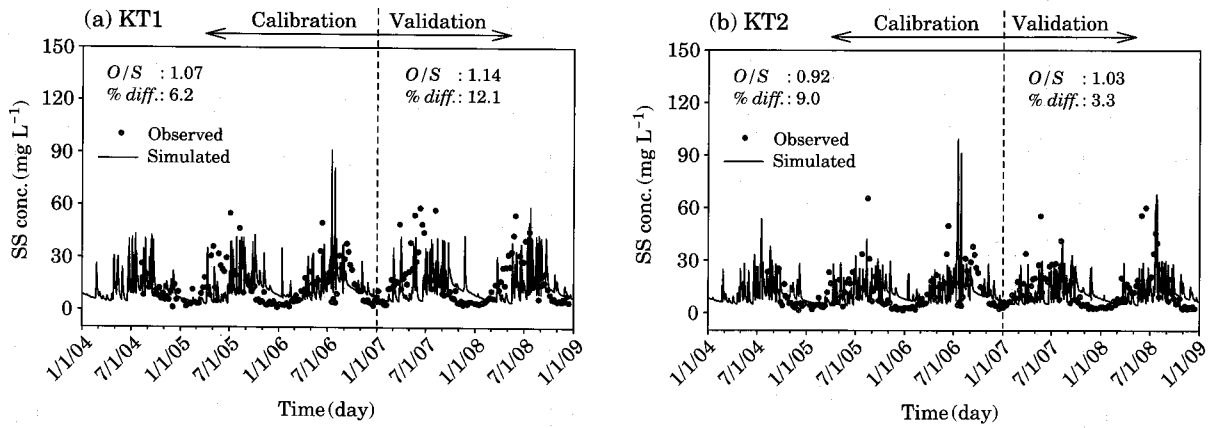 (a) KT1
Calibration
Validation
150
120
90
60
30
0
SS conc. (mg L⁻¹)
O/S : 1.07
% diff.: 6.2
O/S : 1.14
% diff.: 12.1
Observed
Simulated
1/1/04
7/1/04
1/1/05
7/1/05
1/1/06
7/1/06
1/1/07
7/1/07
1/1/08
7/1/08
1/1/09
Time (day)
(b) KT2
Calibration
Validation
150
120
90
60
30
0
SS conc. (mg L⁻¹)
O/S : 0.92
% diff.: 9.0
O/S : 1.03
% diff.: 3.3
Observed
Simulated
1/1/04
7/1/04
1/1/05
7/1/05
1/1/06
7/1/06
1/1/07
7/1/07
1/1/08
7/1/08
1/1/09
Time (day)